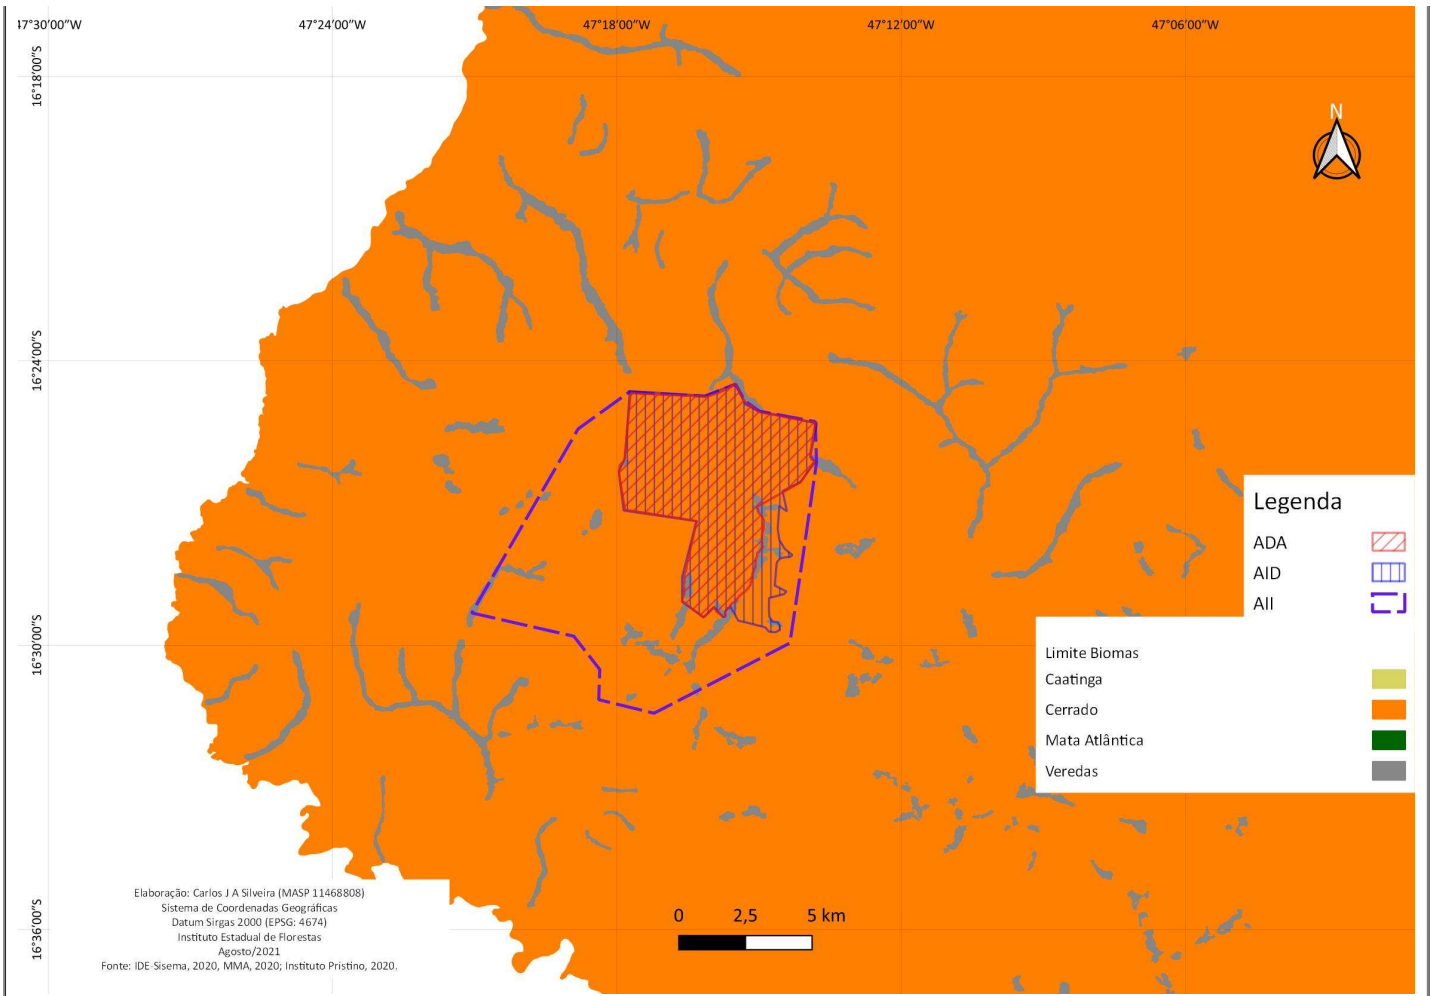 47°30'00"W 47°24'00"W 47°18'00"W 47°12'00"W 47°06'00"W
16°18'00"S
N
16°24'00"S
Legenda
ADA
AID
AII
16°30'00"S
Limite Biomas
Caatinga
Cerrado
Mata Atlântica
Veredas
16°36'00"S
Elaboração: Carlos J A Silveira (MASP 11468808)
Sistema de Coordenadas Geográficas
Datum Sirgas 2000 (EPSG: 4674)
Instituto Estadual de Florestas
Agosto/2021
Fonte: IDE-Sisema, 2020, MMA, 2020; Instituto Pristino, 2020.
0 2,5 5 km